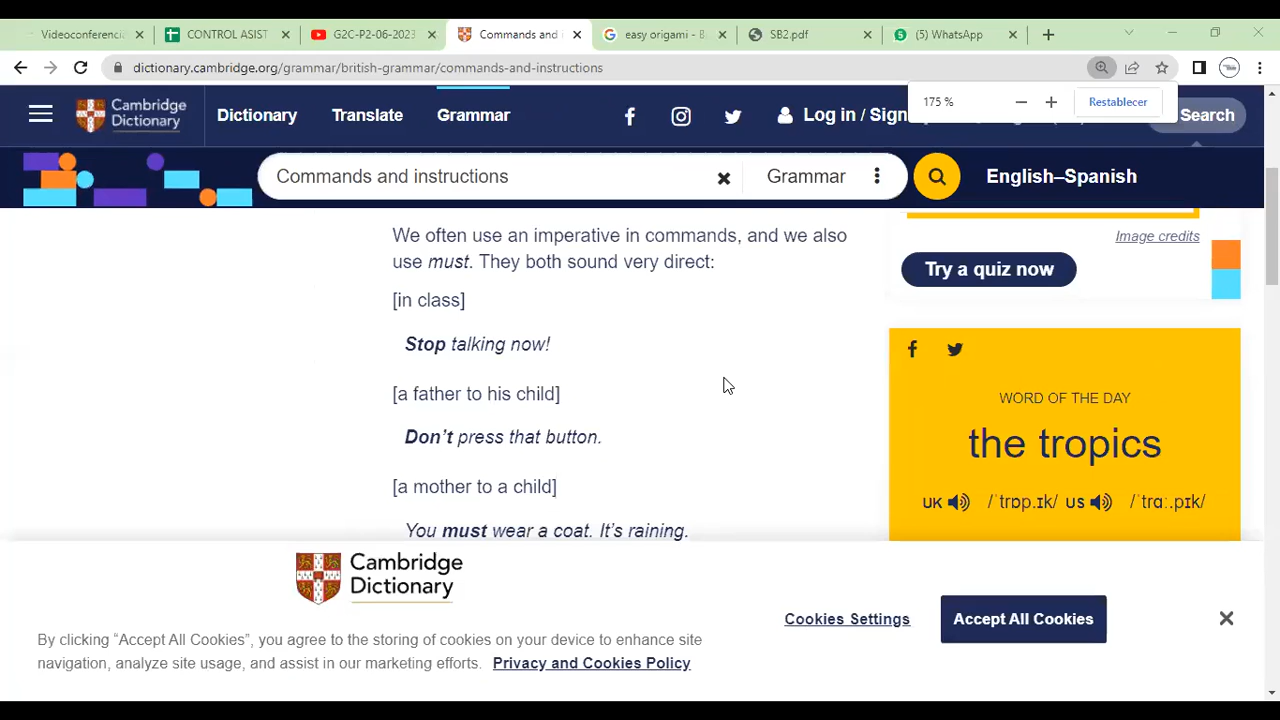 Videoconferencia
CONTROL ASIST
G2C-P2-06-2023
Commands and i
easy origami - B
SB2.pdf
(5) WhatsApp
dictionary.cambridge.org/grammar/british-grammar/commands-and-instructions
175 %
Restablecer
Cambridge
Dictionary
Dictionary
Translate
Grammar
Log in / Sign
Search
Commands and instructions
Grammar
English–Spanish
We often use an imperative in commands, and we also
use must. They both sound very direct:
[in class]
Stop talking now!
[a father to his child]
Don't press that button.
[a mother to a child]
You must wear a coat. It's raining.
Image credits
Try a quiz now
WORD OF THE DAY
the tropics
UK /ˈtrɒp.ɪk/ US /ˈtrɑː.pɪk/
Cambridge
Dictionary
By clicking “Accept All Cookies”, you agree to the storing of cookies on your device to enhance site
navigation, analyze site usage, and assist in our marketing efforts. Privacy and Cookies Policy
Cookies Settings
Accept All Cookies